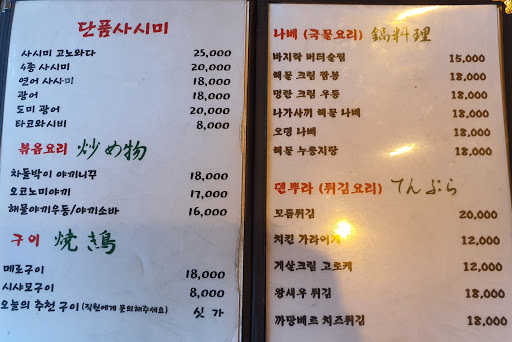 단품사시미
사시미 고노와다 25,000
4종 사시미 20,000
연어 사시미 18,000
광어 18,000
도미 광어 20,000
타코와사비 8,000
볶음요리 炒め物
차돌박이 야끼니꾸 18,000
오코노미야끼 17,000
해물야끼우동/야끼소바 16,000
구이 焼き鳥
메로구이 18,000
시샤모구이 8,000
오늘의 추천 구이 (직원에게 문의해주세요) 싯 가
나베 (국물요리) 鍋料理
바지락 버터술찜 15,000
해물 크림 짬뽕 18,000
명란 크림 우동 18,000
나가사끼 해물 나베 18,000
오뎅 나베 18,000
해물 누룽지탕 18,000
덴뿌라 (튀김요리) てんぷら
모듬튀김 20,000
치킨 가라아게 12,000
게살크림 고로케 12,000
왕새우 튀김 18,000
까망베르 치즈튀김 18,000